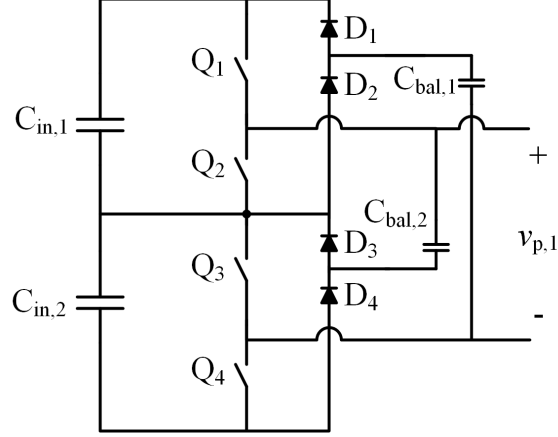 D1
Q1
D2
Cbal,1
Cin,1
+
Q2
Cbal,2
D3
vp,1
Q3
Cin,2
D4
-
Q4